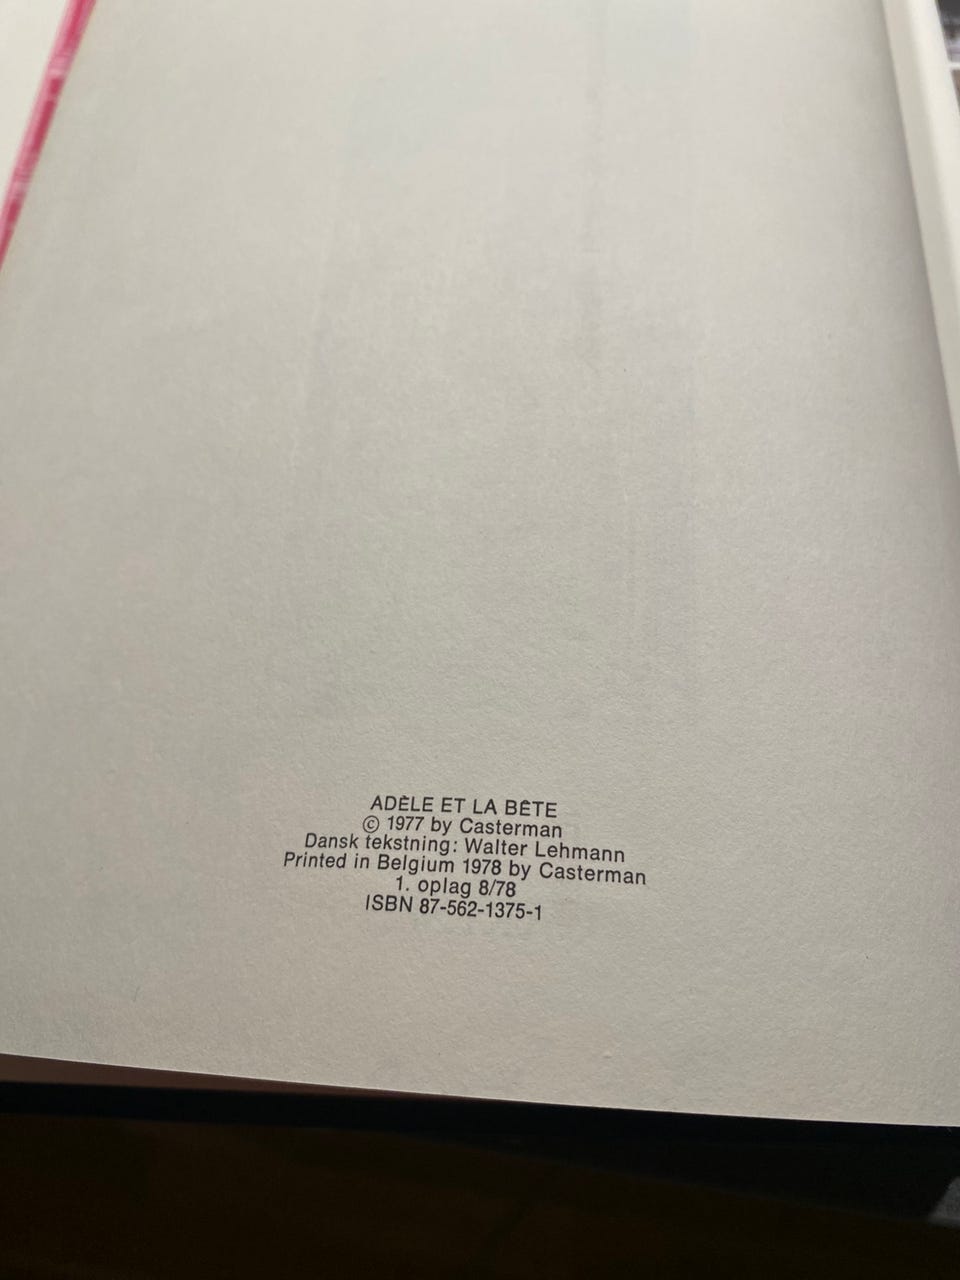 ADÈLE ET LA BÊTE
© 1977 by Casterman
Dansk tekstning: Walter Lehmann
Printed in Belgium 1978 by Casterman
1. oplag 8/78
ISBN 87-562-1375-1